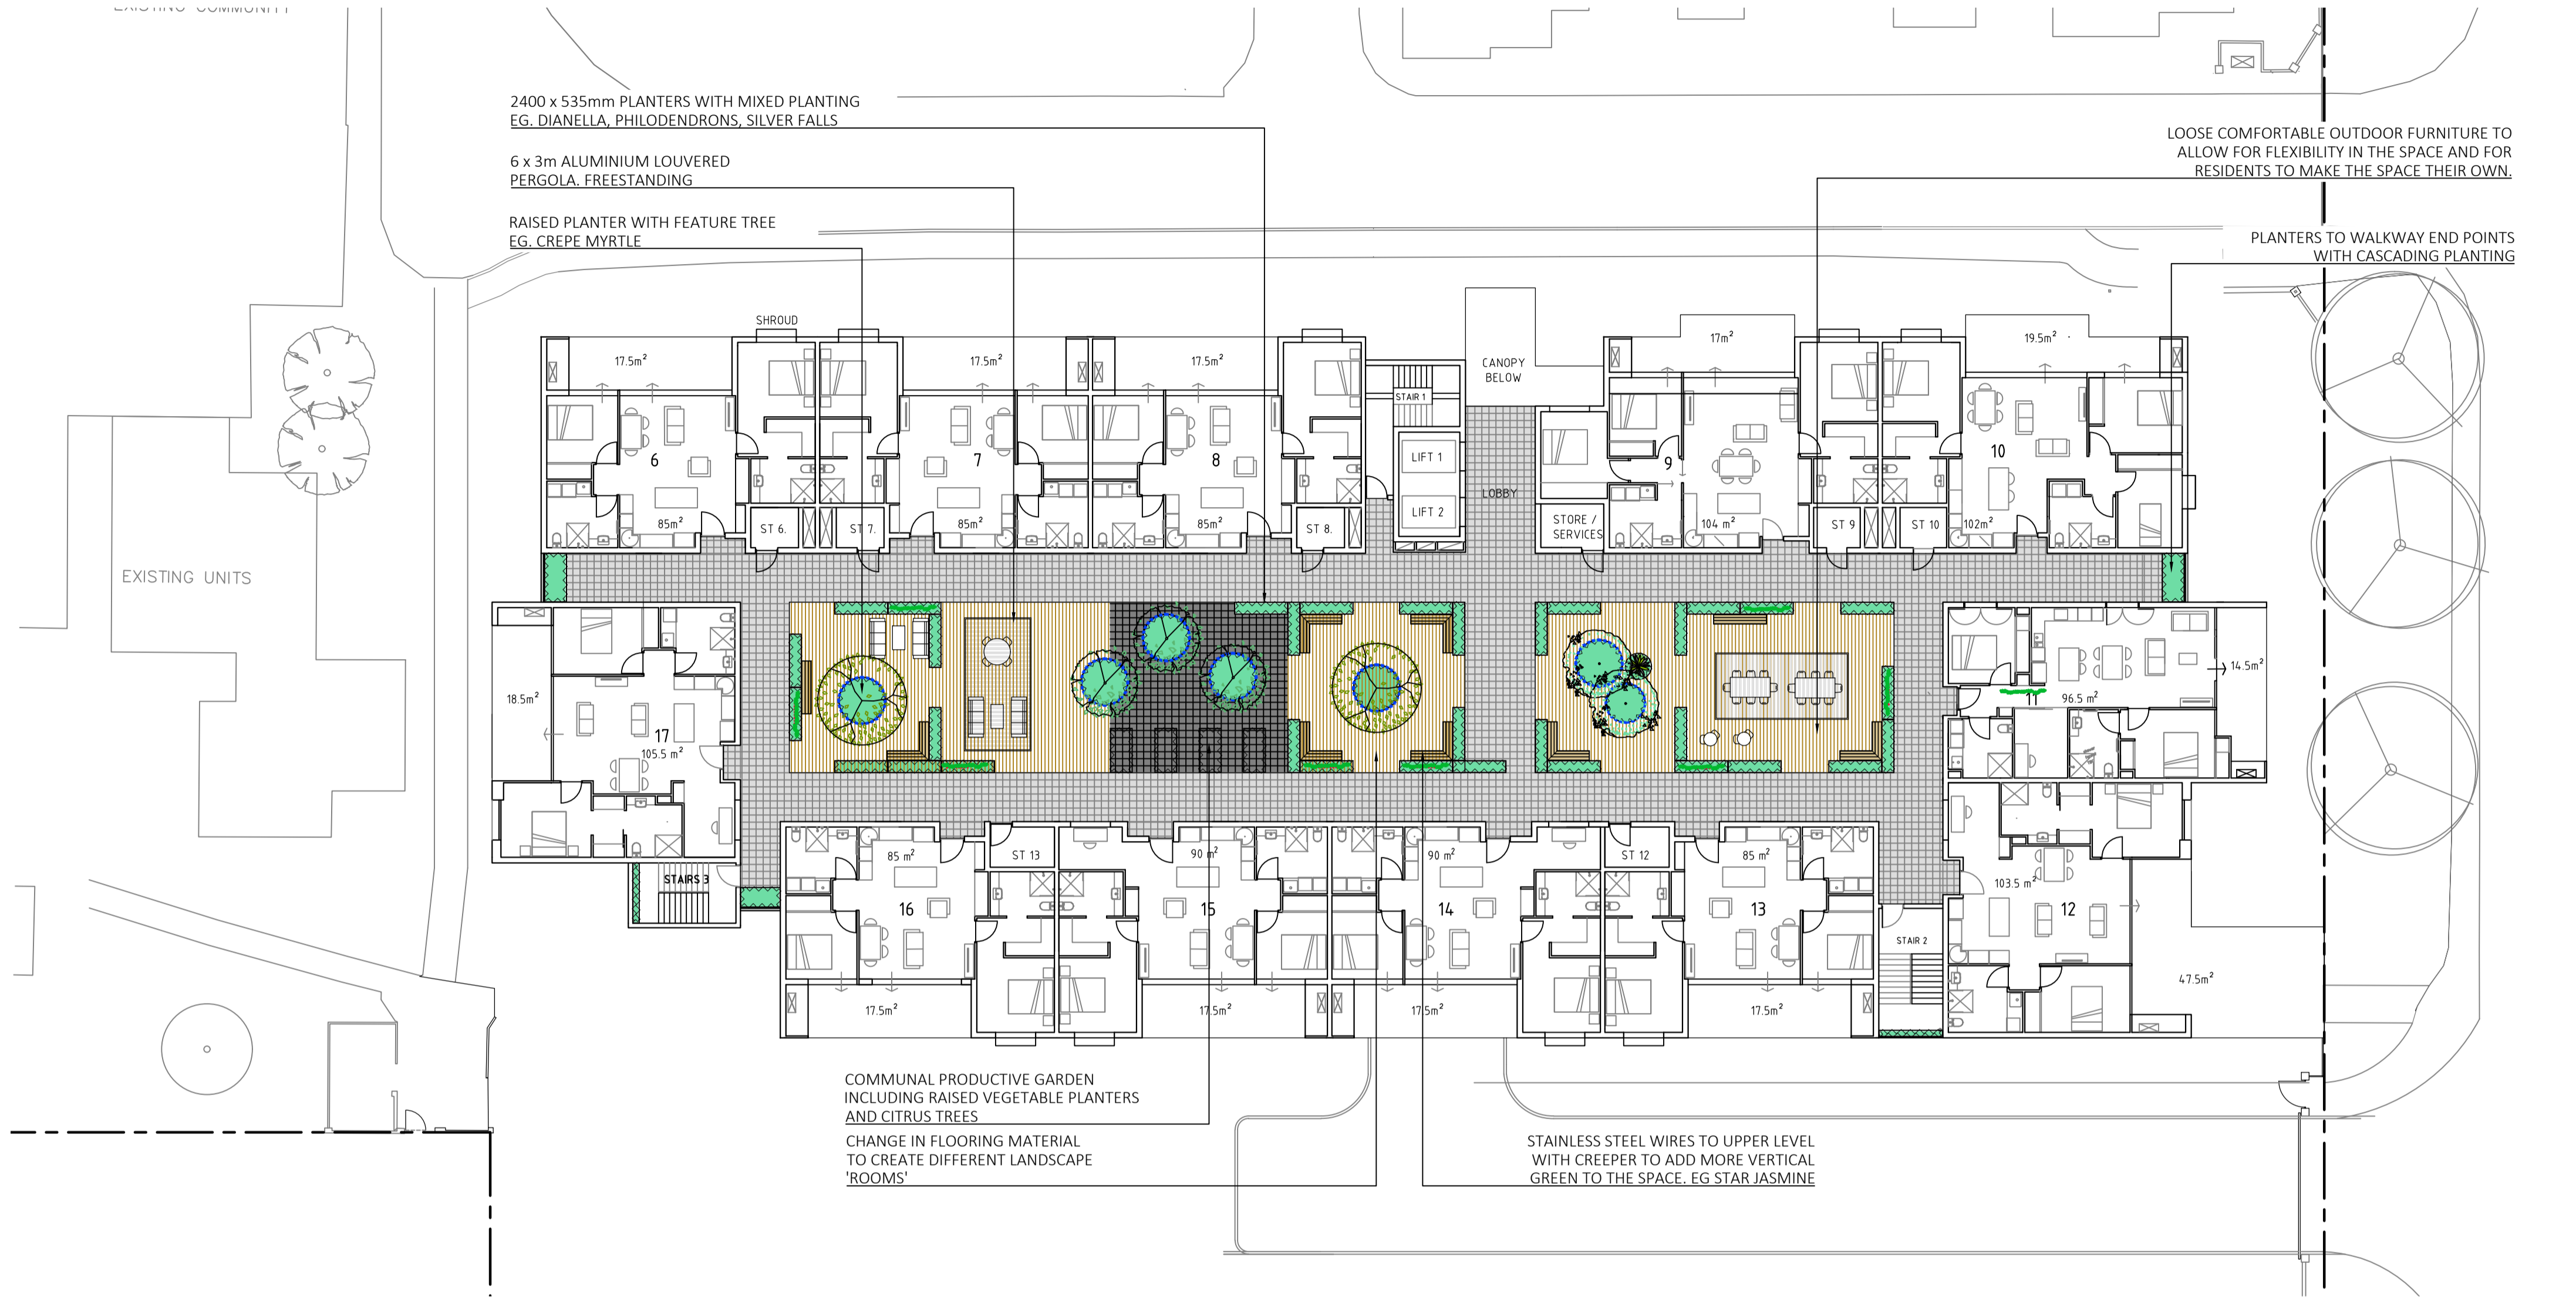 EXISTING COMMUNITY
2400 x 535mm PLANTERS WITH MIXED PLANTING
EG. DIANELLA, PHILODENDRONS, SILVER FALLS
6 x 3m ALUMINIUM LOUVERED
PERGOLA. FREESTANDING
RAISED PLANTER WITH FEATURE TREE
EG. CREPE MYRTLE
LOOSE COMFORTABLE OUTDOOR FURNITURE TO
ALLOW FOR FLEXIBILITY IN THE SPACE AND FOR
RESIDENTS TO MAKE THE SPACE THEIR OWN.
PLANTERS TO WALKWAY END POINTS
WITH CASCADING PLANTING
SHROUD
17.5m²
17.5m²
17.5m²
CANOPY
BELOW
17m²
19.5m²
STAIR 1
LIFT 1
LIFT 2
LOBBY
6
7
8
9
10
85m²
85m²
85m²
104 m²
102m²
ST 6.
ST 7.
ST 8.
STORE /
SERVICES
ST 9
ST 10
EXISTING UNITS
18.5m²
17
105.5 m²
11
96.5 m²
14.5m²
STAIRS 3
85 m²
ST 13
90 m²
90 m²
ST 12
85 m²
103.5 m²
16
15
14
13
12
STAIR 2
17.5m²
17.5m²
17.5m²
17.5m²
47.5m²
COMMUNAL PRODUCTIVE GARDEN
INCLUDING RAISED VEGETABLE PLANTERS
AND CITRUS TREES
CHANGE IN FLOORING MATERIAL
TO CREATE DIFFERENT LANDSCAPE
'ROOMS'
STAINLESS STEEL WIRES TO UPPER LEVEL
WITH CREEPER TO ADD MORE VERTICAL
GREEN TO THE SPACE. EG STAR JASMINE